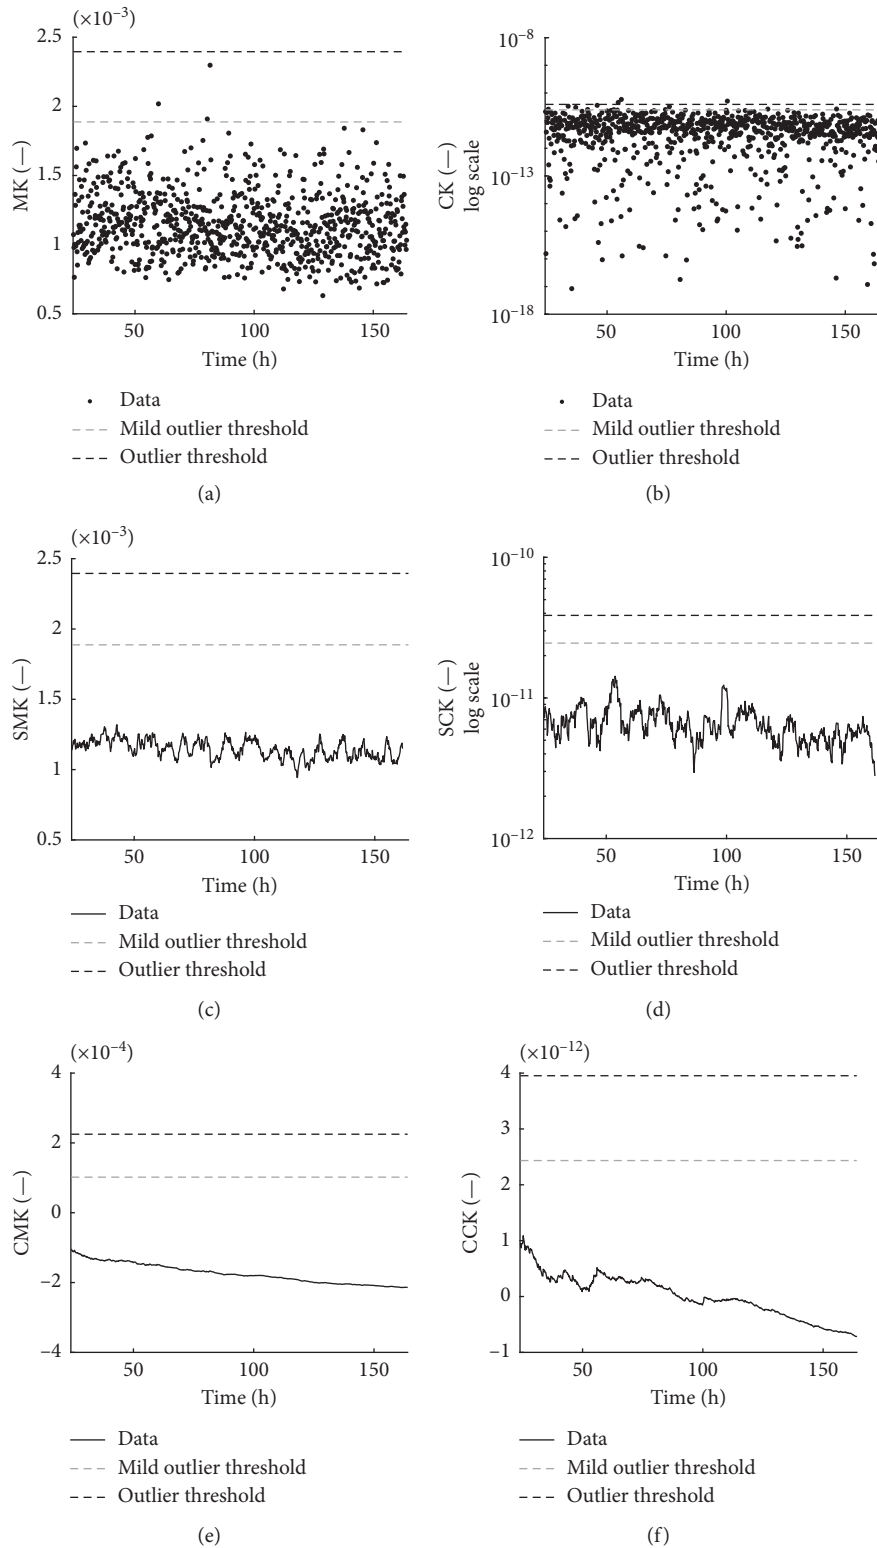 (×10−3)
2.5
2
1.5
1
0.5
MK (—)
50 100 150
Time (h)
Data
Mild outlier threshold
Outlier threshold
(a)
10−8
10−13
10−18
CK (—)
log scale
50 100 150
Time (h)
Data
Mild outlier threshold
Outlier threshold
(b)
(×10−3)
2.5
2
1.5
1
0.5
SMK (—)
50 100 150
Time (h)
Data
Mild outlier threshold
Outlier threshold
(c)
10−10
10−11
10−12
SCK (—)
log scale
50 100 150
Time (h)
Data
Mild outlier threshold
Outlier threshold
(d)
(×10−4)
4
2
0
−2
−4
CMK (—)
50 100 150
Time (h)
Data
Mild outlier threshold
Outlier threshold
(e)
(×10−12)
4
3
2
1
0
−1
CCK (—)
50 100 150
Time (h)
Data
Mild outlier threshold
Outlier threshold
(f)